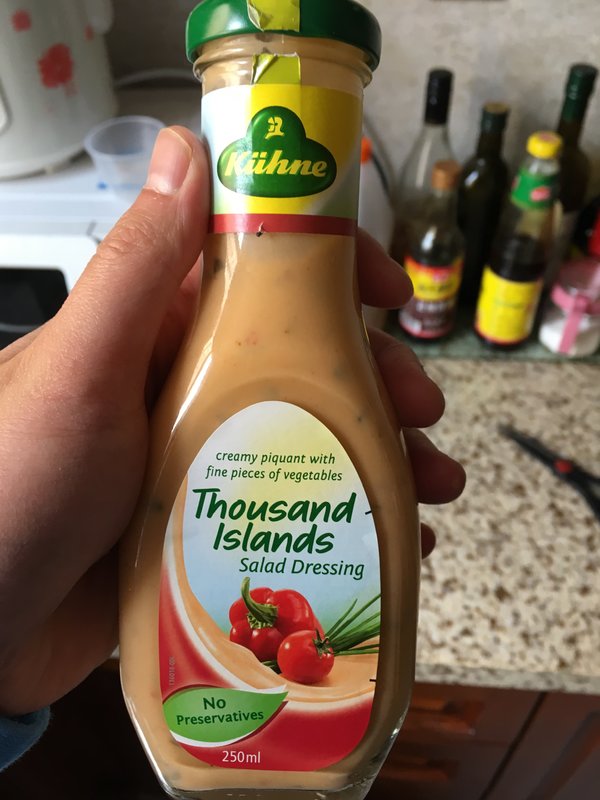 Kühne
creamy piquant with
fine pieces of vegetables
Thousand
Islands
Salad Dressing
No
Preservatives
250ml